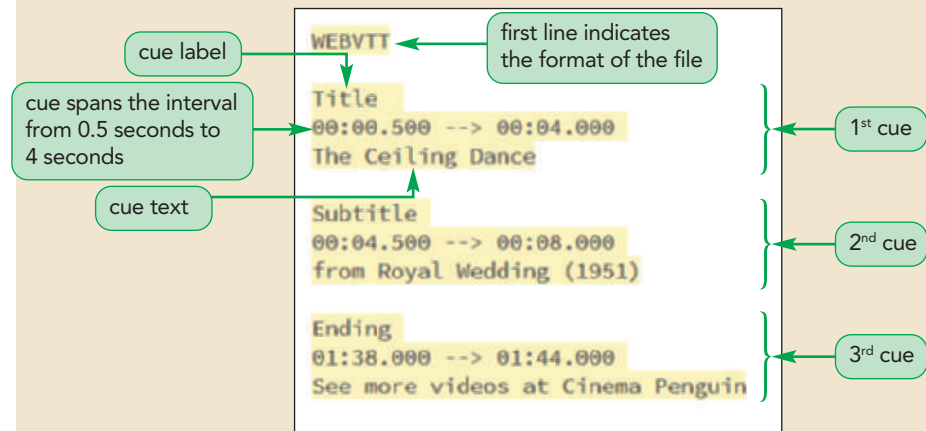 WEBVTT
first line indicates
the format of the file
cue label
Title
cue spans the interval
from 0.5 seconds to
4 seconds
00:00.500 --> 00:04.000
The Ceiling Dance
1st cue
cue text
Subtitle
00:04.500 --> 00:08.000
from Royal Wedding (1951)
2nd cue
Ending
01:38.000 --> 01:44.000
See more videos at Cinema Penguin
3rd cue